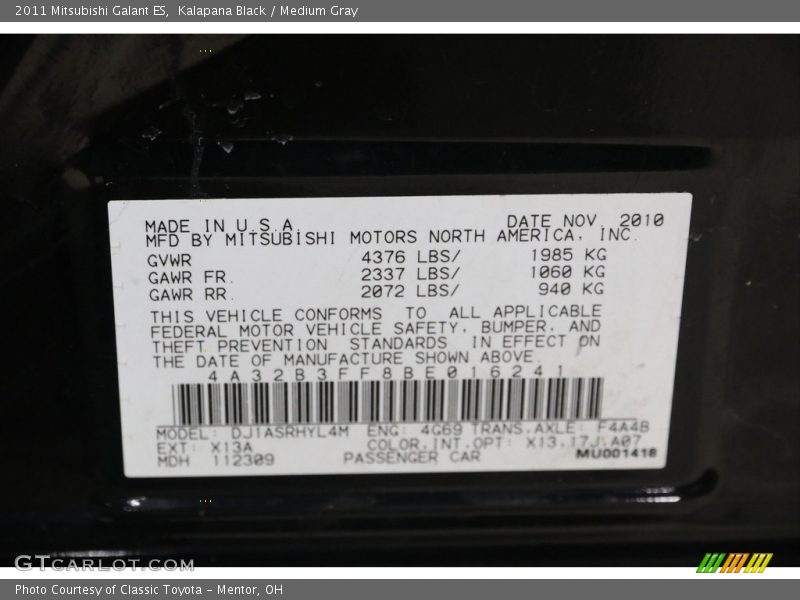 2011 Mitsubishi Galant ES, Kalapana Black / Medium Gray
MADE IN U.S.A. DATE NOV. 2010
MFD BY MITSUBISHI MOTORS NORTH AMERICA, INC.
GVWR 4376 LBS/ 1985 KG
GAWR FR. 2337 LBS/ 1060 KG
GAWR RR. 2072 LBS/ 940 KG
THIS VEHICLE CONFORMS TO ALL APPLICABLE
FEDERAL MOTOR VEHICLE SAFETY, BUMPER, AND
THEFT PREVENTION STANDARDS IN EFFECT ON
THE DATE OF MANUFACTURE SHOWN ABOVE.
4A32B3FF8BE016241
MODEL: DJ1ASRHYL4M ENG: 4G69 TRANS.AXLE: F4A4B
EXT: X13A COLOR.INT.OPT: X13.17J.A07
MDH 112309 PASSENGER CAR MU001418
GTCARLOT.COM
Photo Courtesy of Classic Toyota - Mentor, OH